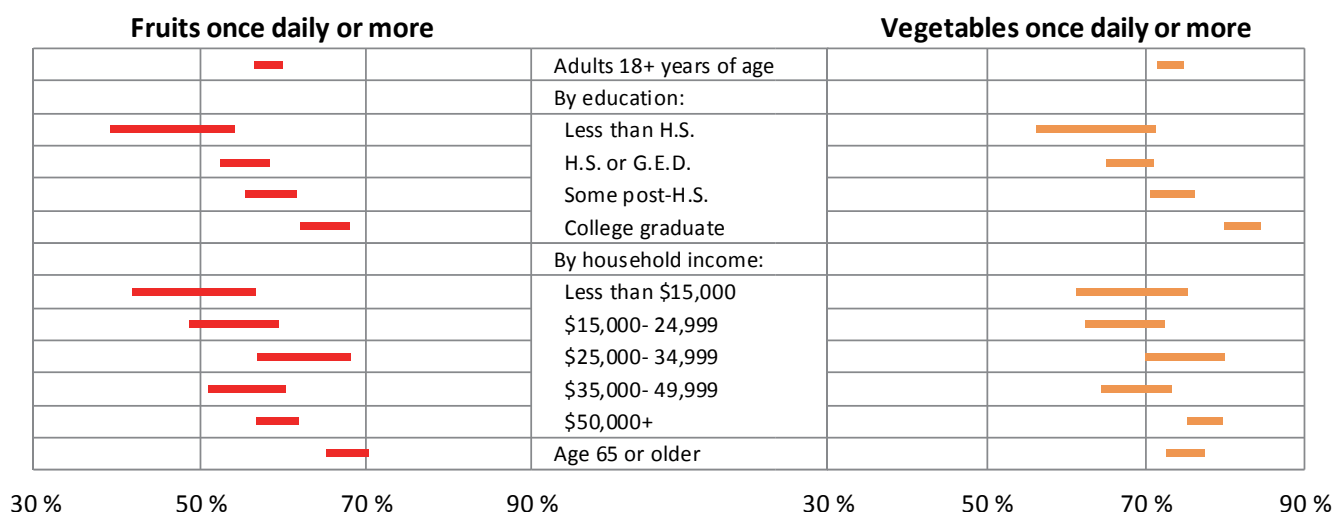 Fruits once daily or more
Vegetables once daily or more
Adults 18+ years of age
By education:
Less than H.S.
H.S. or G.E.D.
Some post-H.S.
College graduate
By household income:
Less than $15,000
$15,000- 24,999
$25,000- 34,999
$35,000- 49,999
$50,000+
Age 65 or older
30 % 50 % 70 % 90 % 30 % 50 % 70 % 90 %